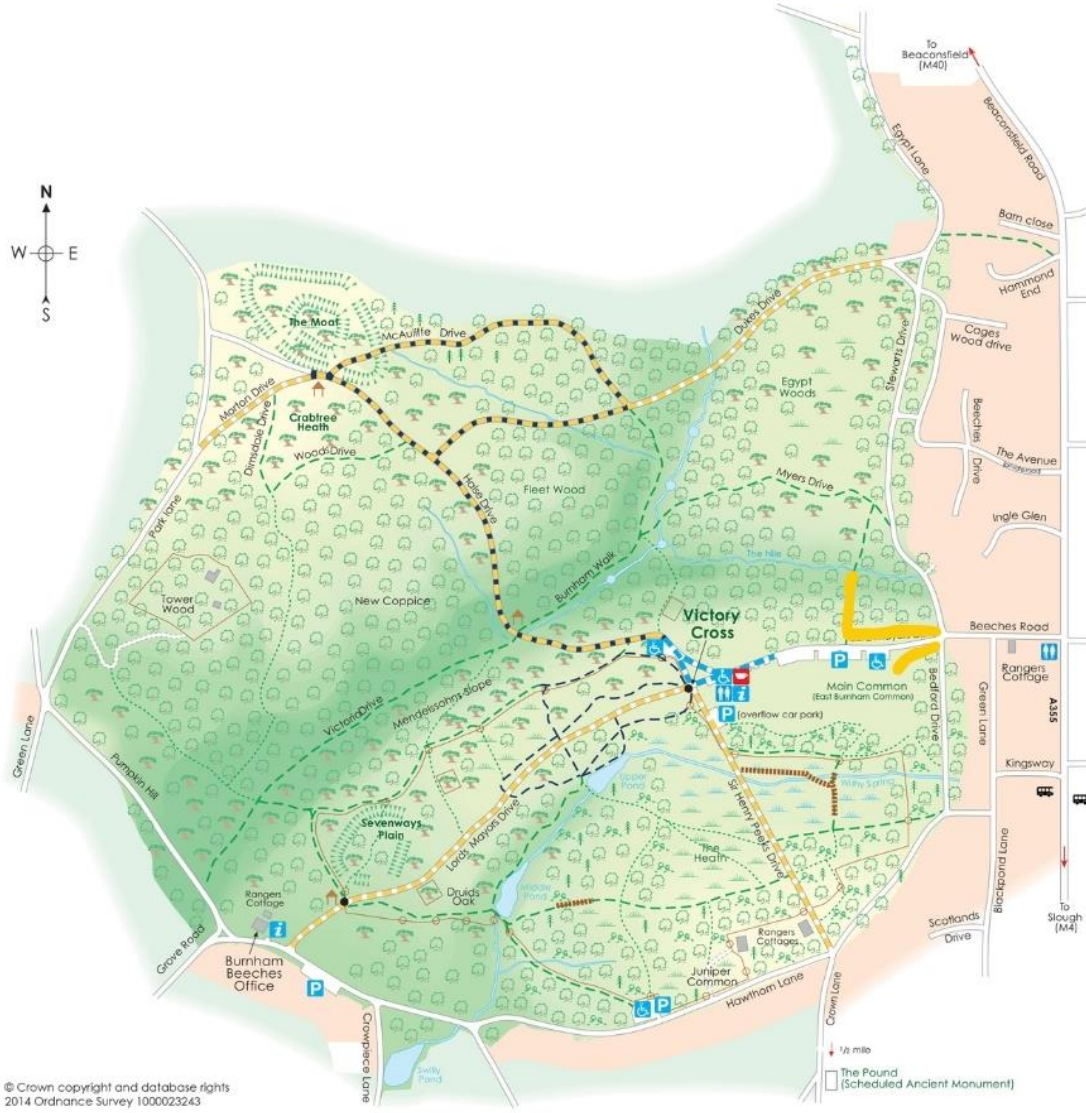 To
Beaconsfield
(M40)
Beaconsfield Road
Egypt Lane
Barn close
Hammond
End
N
W
E
S
The Moat
McAuliffe Drive
Dukes Drive
Cages
Wood drive
Stewarts Drive
Egypt
Woods
Morton Drive
Dimsdale Drive
Crabtree
Heath
Woods Drive
Halse Drive
Fleet Wood
Myers Drive
Beeches
Drive
The Avenue
Ingle Glen
Park lane
The Nile
Burnham Walk
Tower
Wood
New Coppice
Victory
Cross
Beeches Road
Rangers
Cottage
P
Main Common
(East Burnham Common)
Bedford Drive
Green Lane
A355
i
P
(overflow car park)
Victoria Drive
Mendelssohns Slope
Green Lane
Pumpkin Hill
Upper
Pond
Withy Spring
Kingsway
Sir Henry Peeks Drive
Lords Mayors Drive
Sevenways
Plain
The
Heath
Blackpond Lane
Druids
Oak
Middle
Pond
Rangers
Cottage
i
Scotlands
Drive
To
Slough
(M4)
Grove Road
Burnham
Beeches
Office
P
Rangers
Cottages
Juniper
Common
Hawthorn Lane
Crown Lane
P
Crowpiece Lane
Swilly
Pond
1/2 mile
The Pound
(Scheduled Ancient Monument)
© Crown copyright and database rights
2014 Ordnance Survey 1000023243